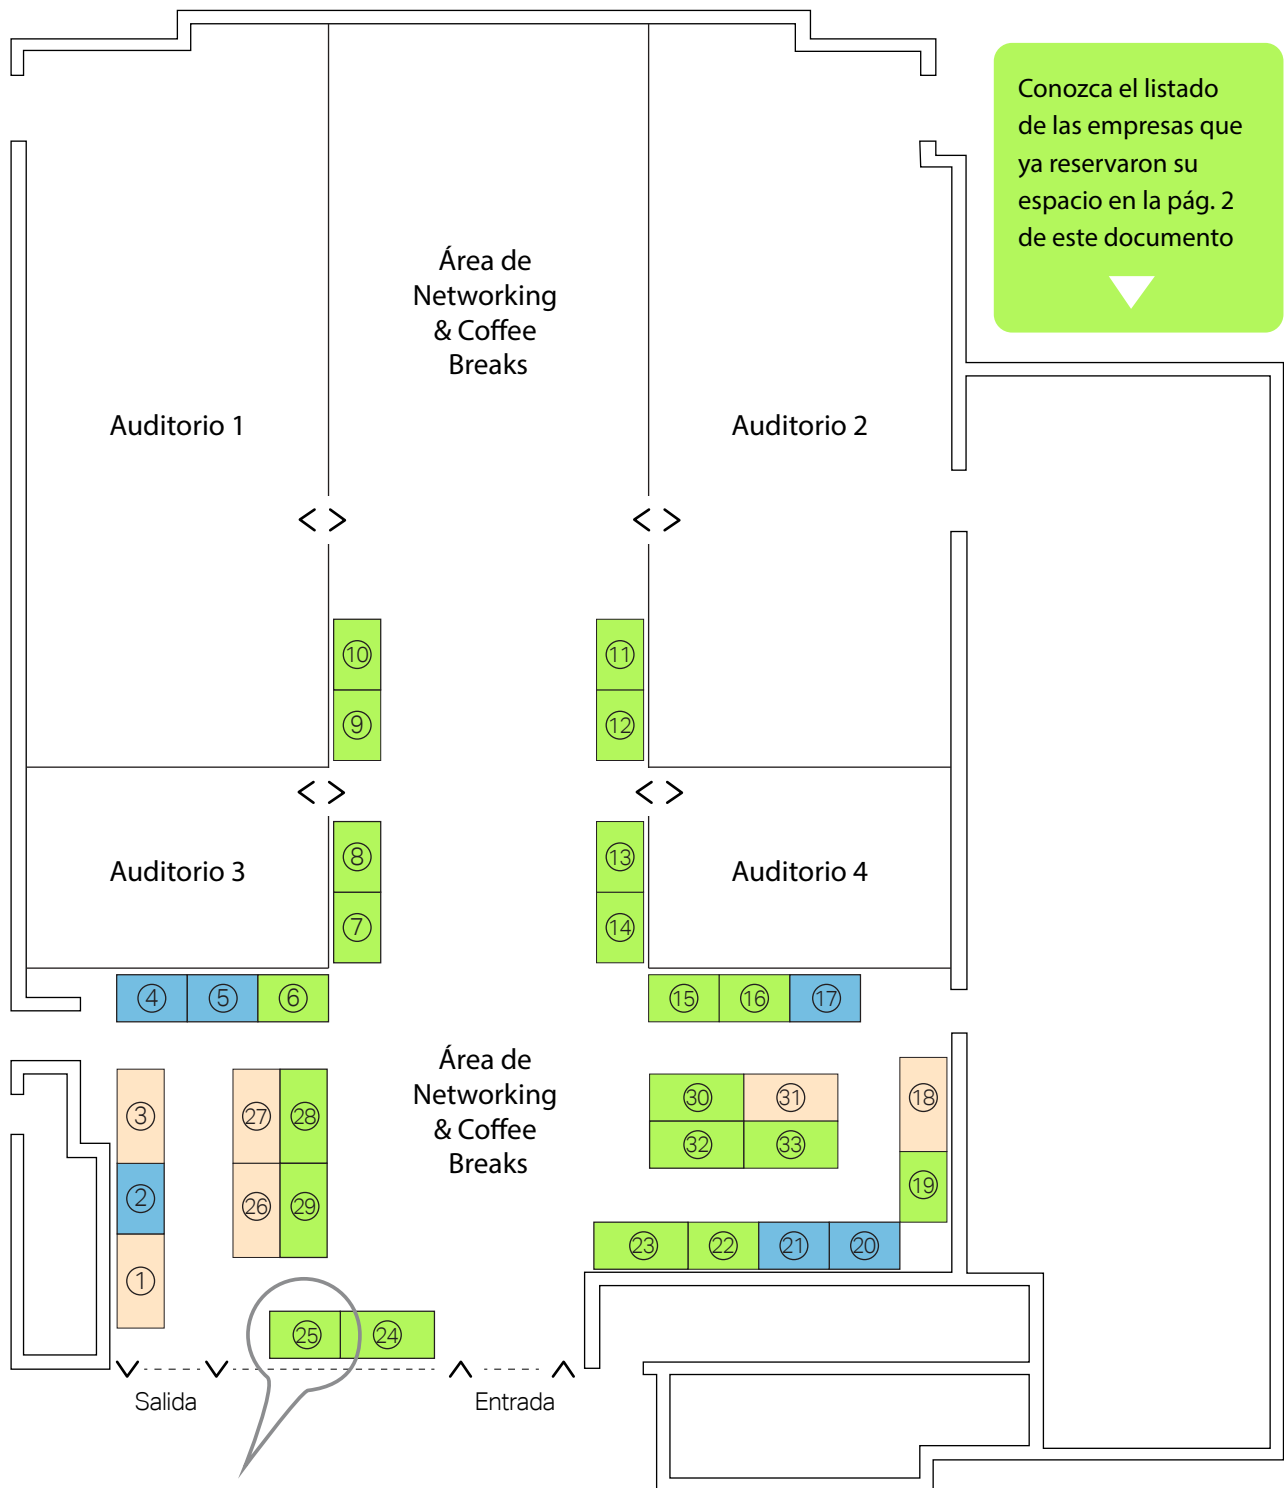 Conozca el listado
de las empresas que
ya reservaron su
espacio en la pág. 2
de este documento
Área de
Networking
& Coffee
Breaks
Auditorio 1
Auditorio 2
10
11
9
12
Auditorio 3
8
13
Auditorio 4
7
14
4
5
6
15
16
17
Área de
Networking
& Coffee
Breaks
3
27
28
30
31
18
32
33
2
26
29
19
23
22
21
20
1
25
24
Salida
Entrada